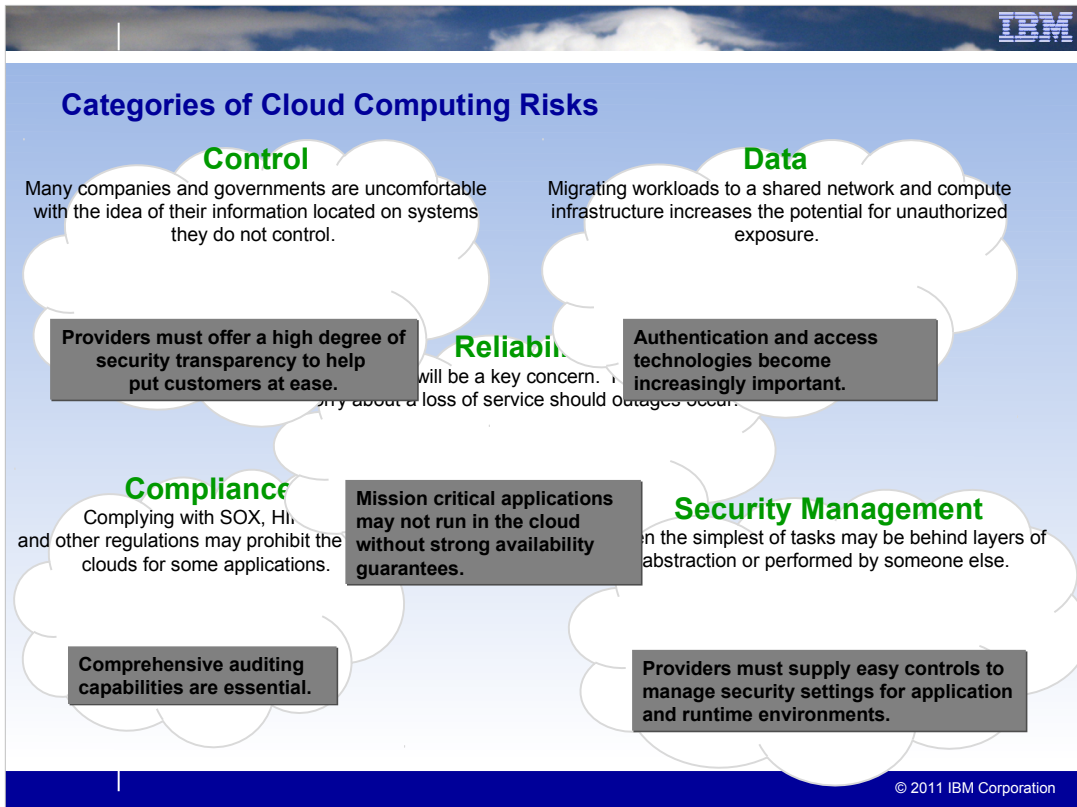 IBM
Categories of Cloud Computing Risks
Control
Many companies and governments are uncomfortable
with the idea of their information located on systems
they do not control.
Providers must offer a high degree of
security transparency to help
put customers at ease.
Data
Migrating workloads to a shared network and compute
infrastructure increases the potential for unauthorized
exposure.
Authentication and access
technologies become
increasingly important.
will be a key concern.
about a loss of service should outages occur.
Mission critical applications
may not run in the cloud
without strong availability
guarantees.
Compliance
Complying with SOX,
and other regulations may prohibit the
clouds for some applications.
Comprehensive auditing
capabilities are essential.
Security Management
the simplest of tasks may be behind layers of
abstraction or performed by someone else.
Providers must supply easy controls to
manage security settings for application
and runtime environments.
© 2011 IBM Corporation